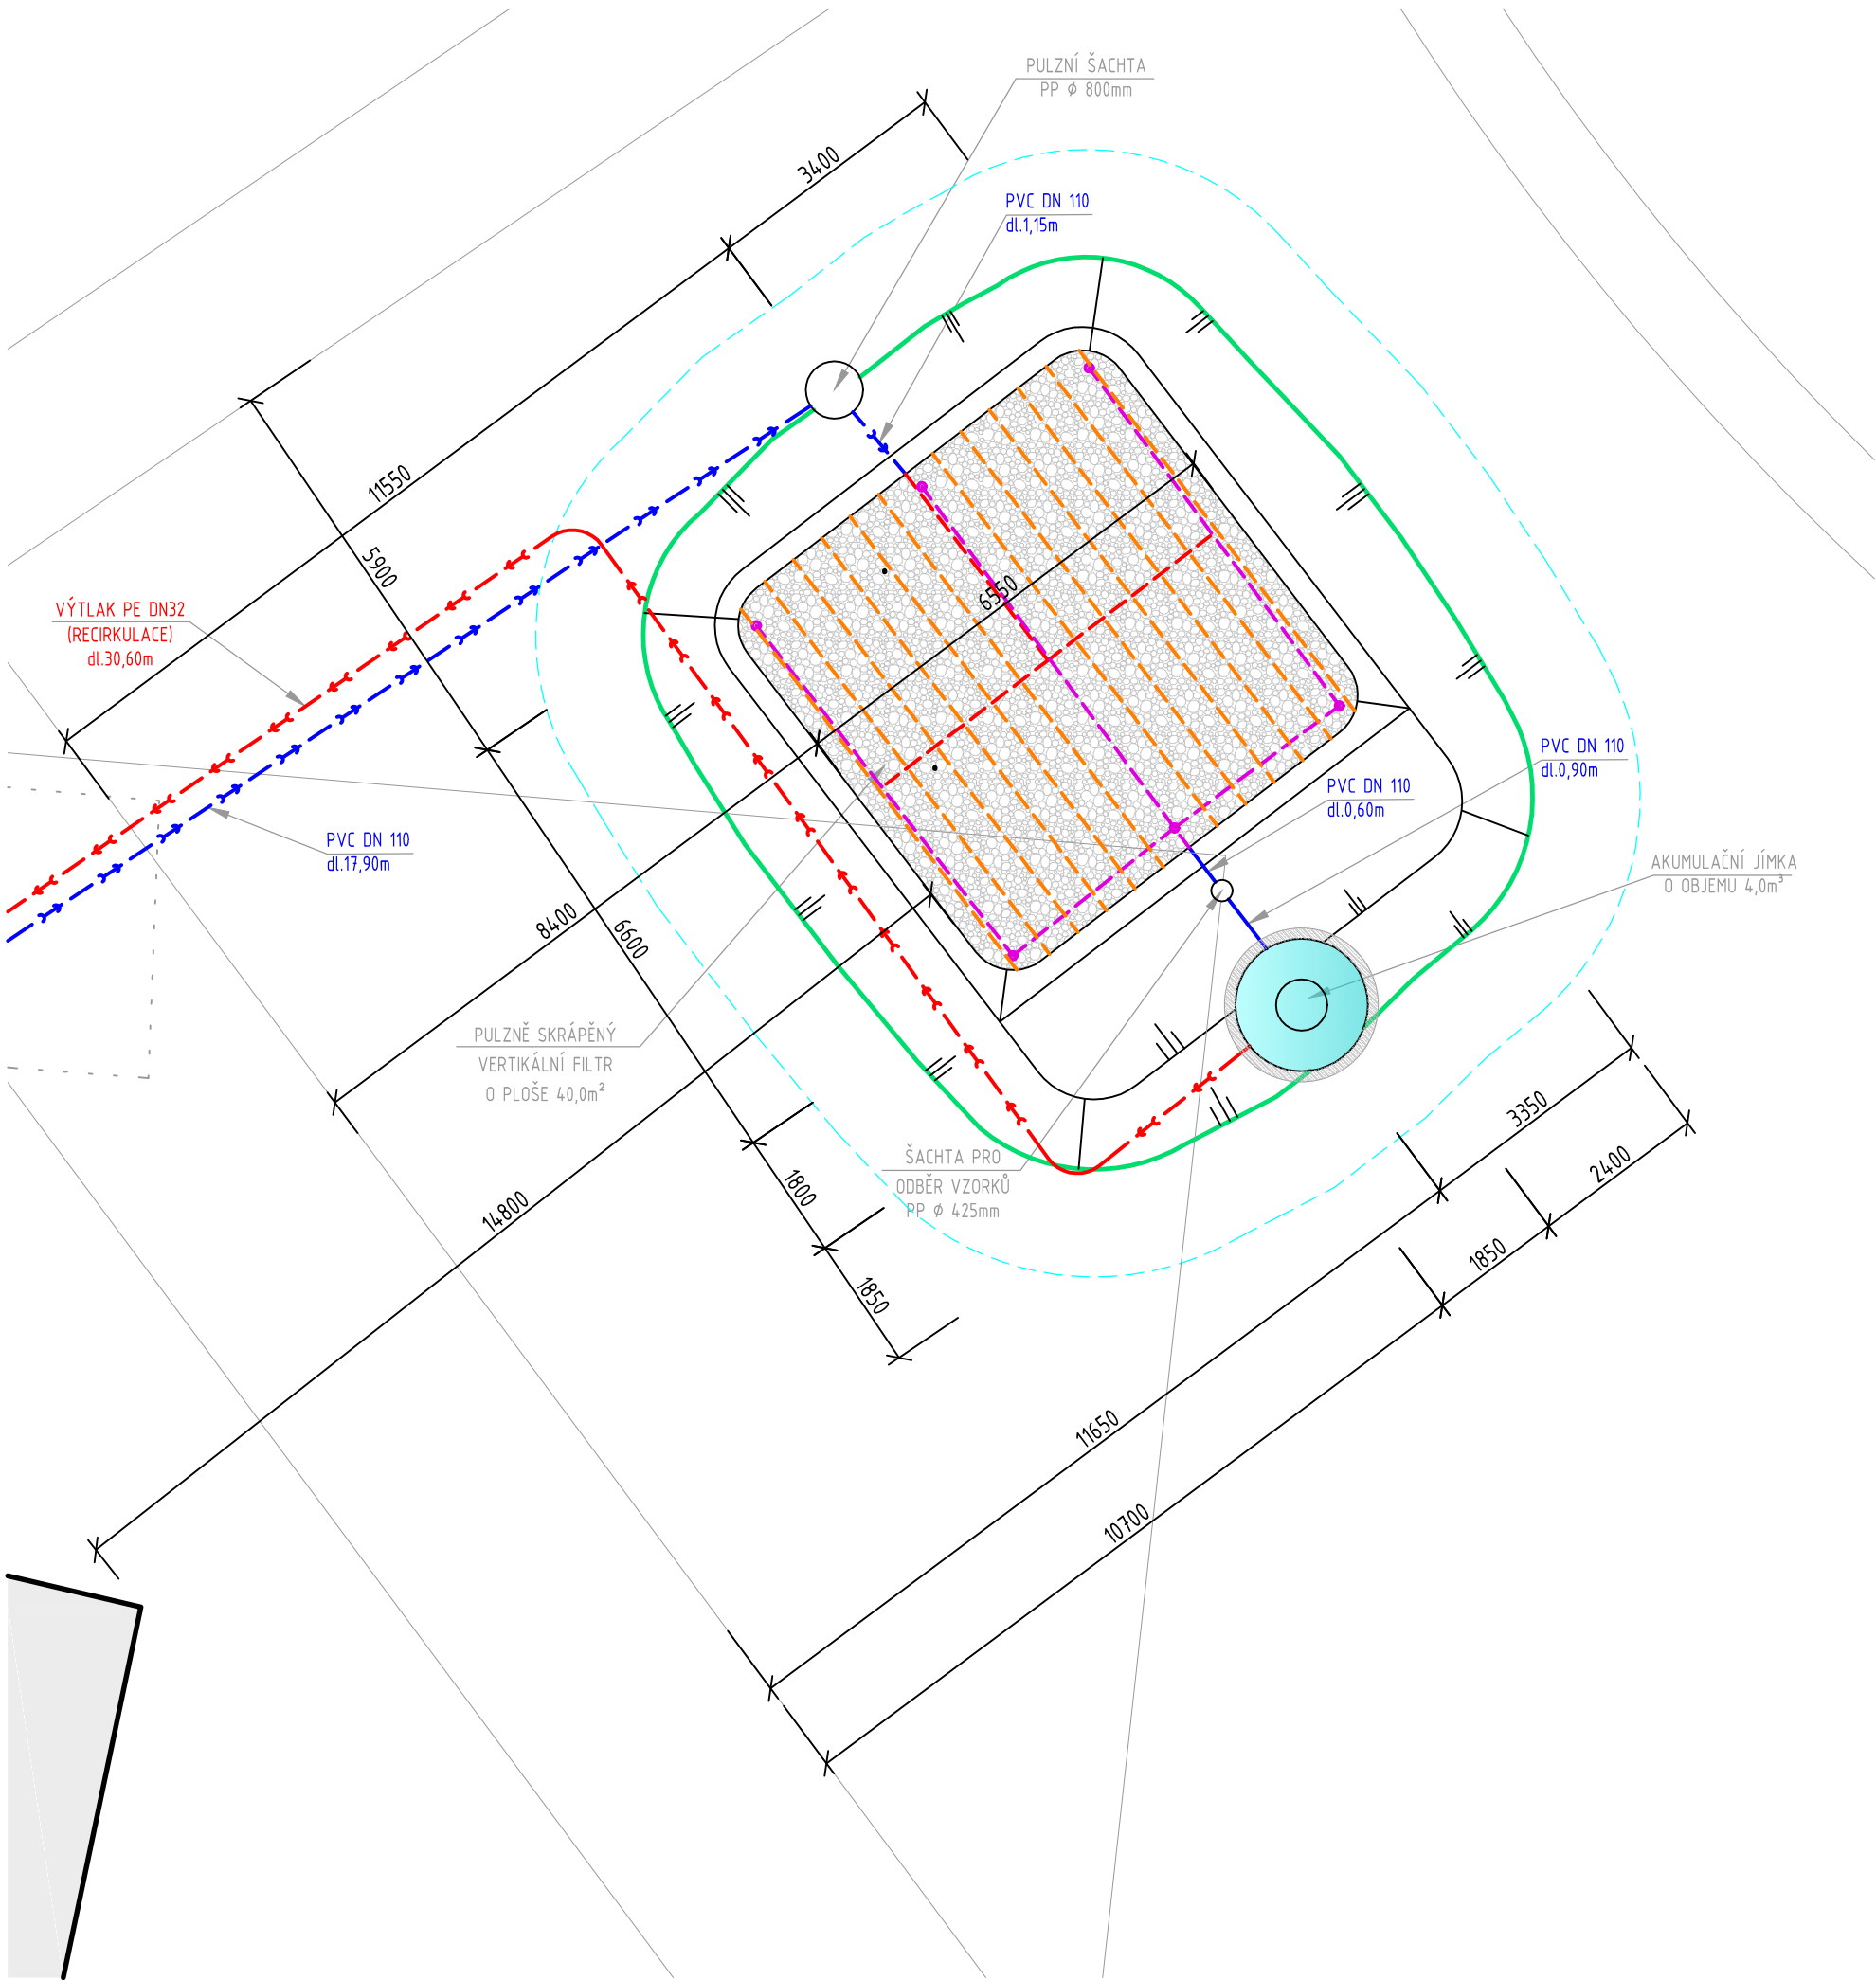 PULZNÍ ŠACHTA
PP ϕ 800mm
3400
PVC DN 110
dl.1,15m
11550
5900
6550
VÝTLAK PE DN32
(RECIRKULACE)
dl.30,60m
PVC DN 110
dl.17,90m
PVC DN 110
dl.0,90m
PVC DN 110
dl.0,60m
AKUMULAČNÍ JÍMKA
O OBJEMU 4,0m³
8400
6600
PULZNĚ SKRÁPĚNÝ
VERTIKÁLNÍ FILTR
O PLOŠE 40,0m²
ŠACHTA PRO
ODBĚR VZORKŮ
PP ϕ 425mm
3350
2400
1800
14800
1850
1850
11650
10700